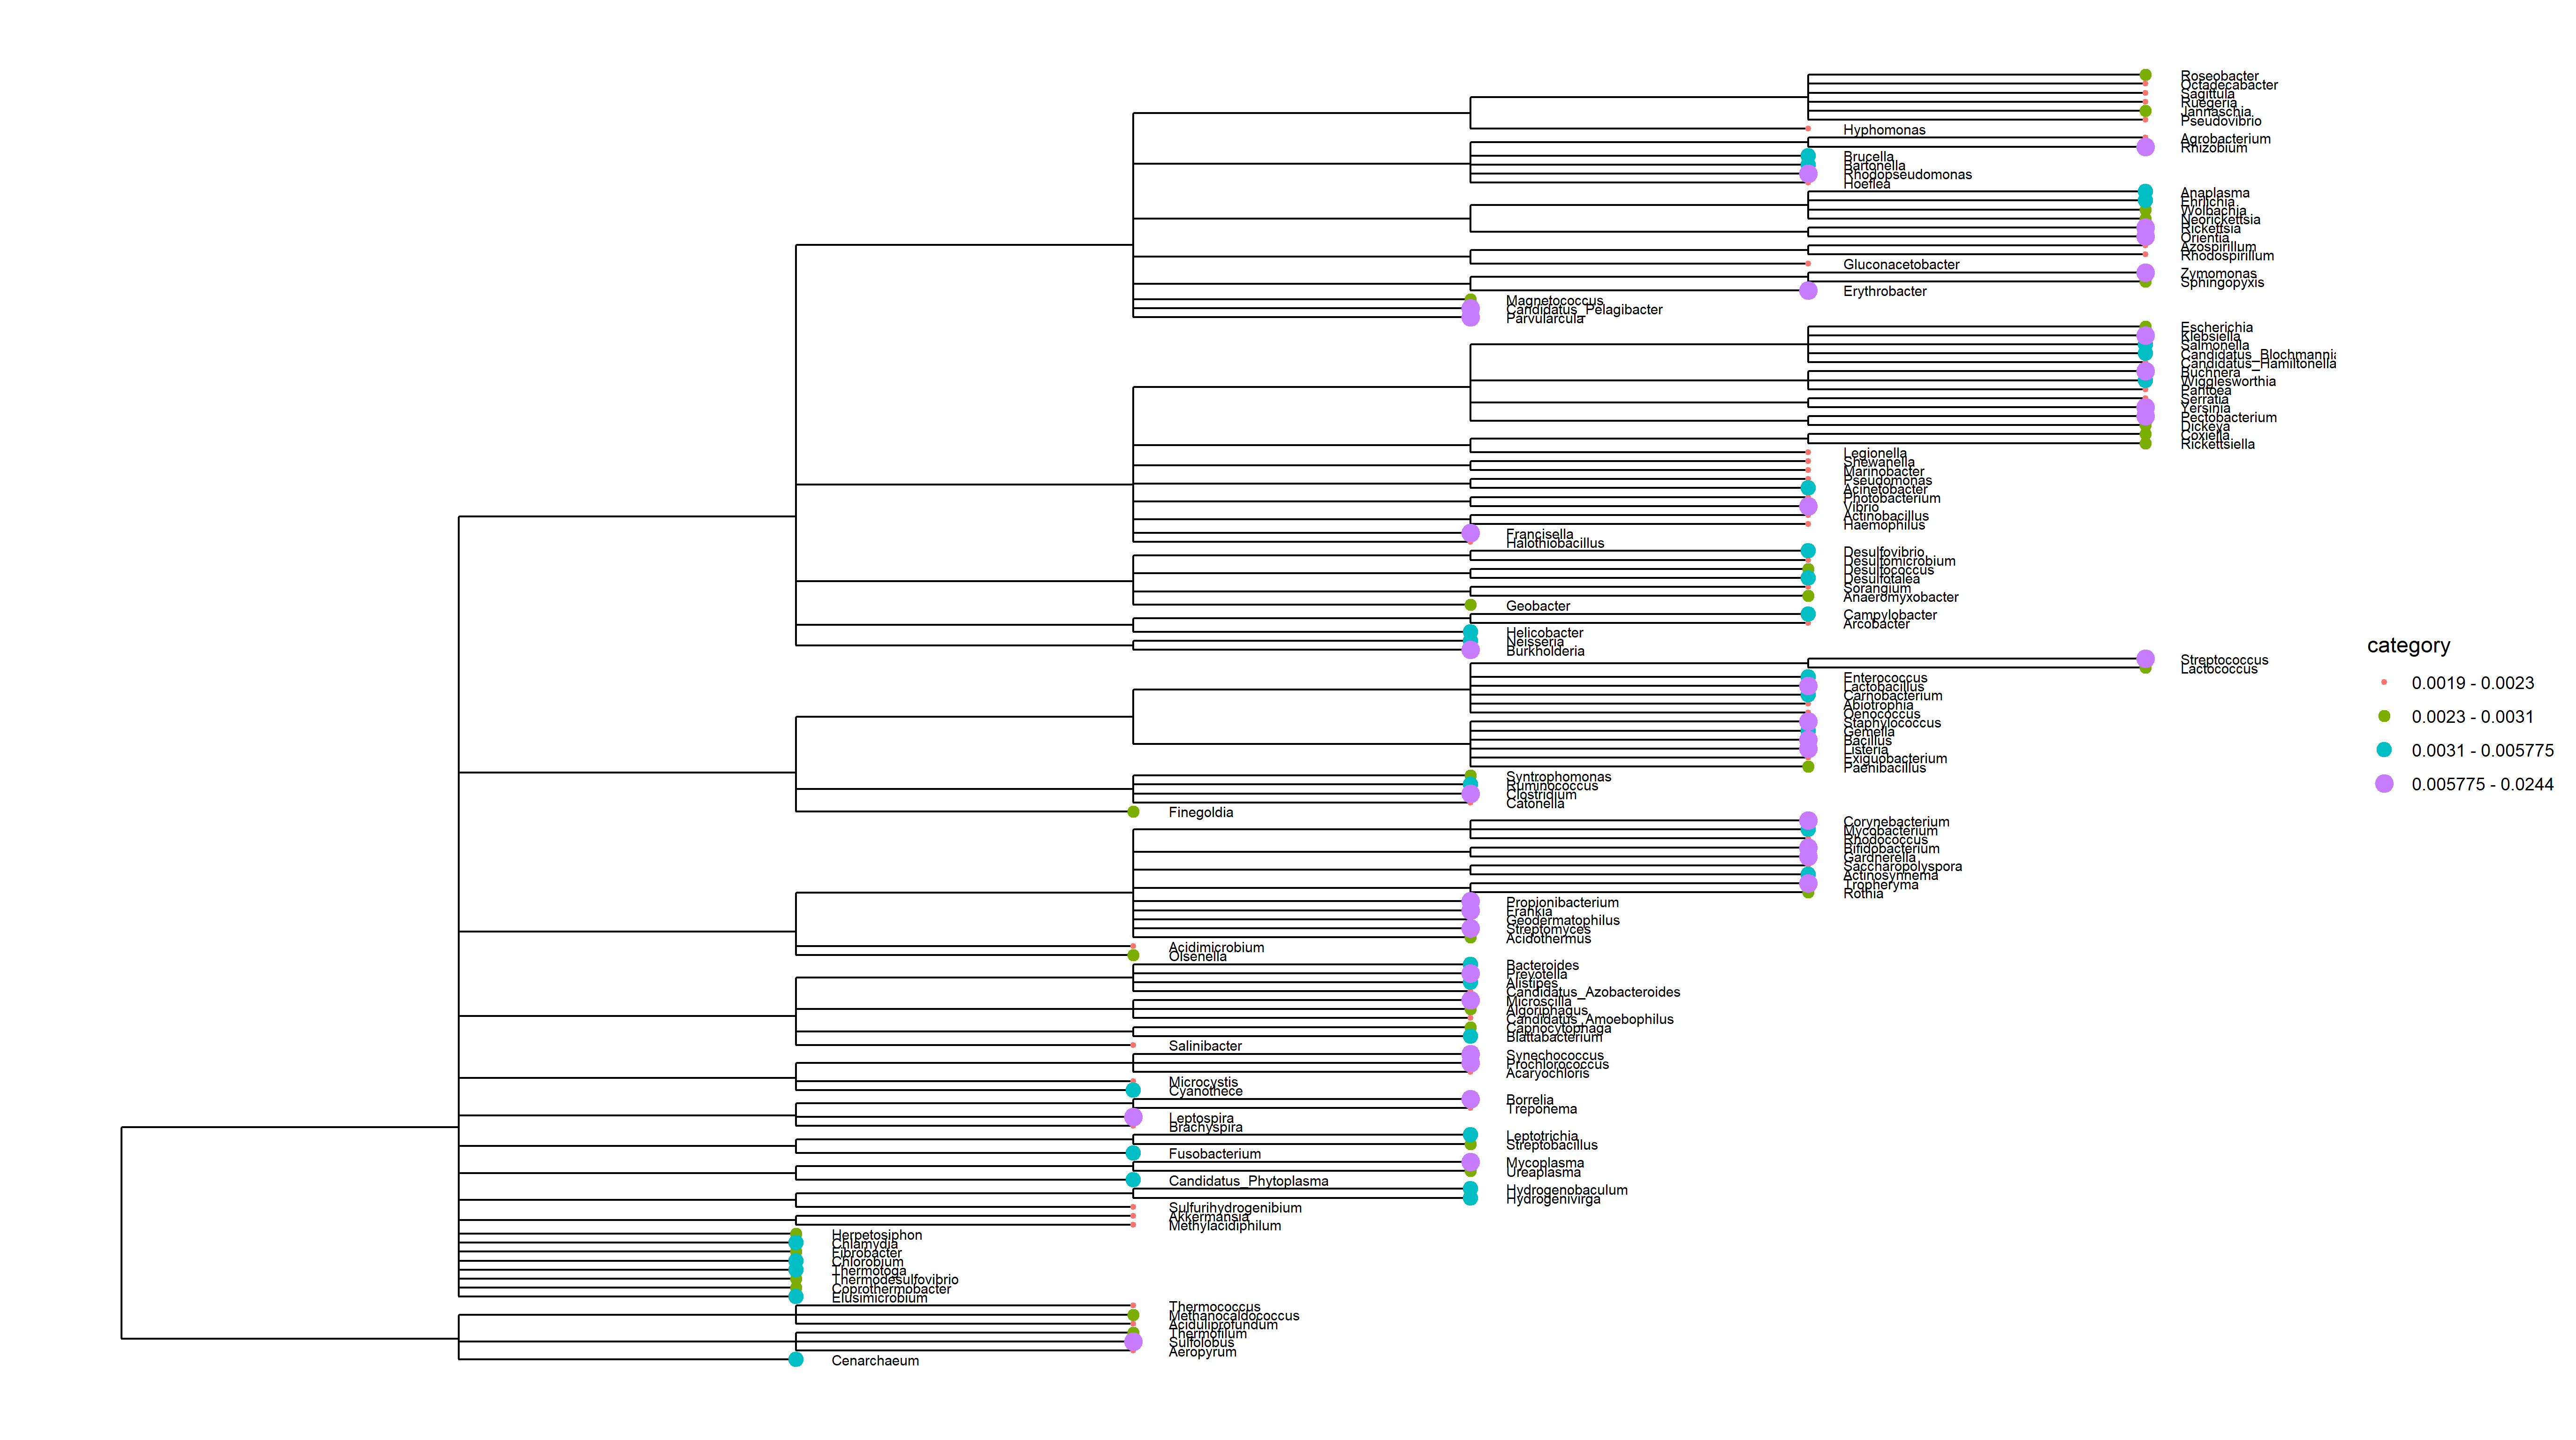 Roseobacter
Octadecabacter
Sagittula
Ruegeria
Jannaschia
Pseudovibrio
Hyphomonas
Agrobacterium
Rhizobium
Brucella
Bartonella
Rhodopseudomonas
Hoeflea
Anaplasma
Ehrlichia
Wolbachia
Neorickettsia
Rickettsia
Orientia
Azospirillum
Rhodospirillum
Gluconacetobacter
Zymomonas
Sphingopyxis
Erythrobacter
Magnetococcus
Candidatus_Pelagibacter
Parvularcula
Escherichia
Klebsiella
Salmonella
Candidatus_Blochmanni
Candidatus_Hamiltonella
Buchnera
Wigglesworthia
Pantoea
Serratia
Yersinia
Pectobacterium
Dickeya
Coxiella
Rickettsiella
Legionella
Shewanella
Marinobacter
Pseudomonas
Acinetobacter
Photobacterium
Vibrio
Actinobacillus
Haemophilus
Francisella
Halothiobacillus
Desulfovibrio
Desulfomicrobium
Desulfococcus
Desulfotalea
Sorangium
Anaeromyxobacter
Geobacter
Campylobacter
Arcobacter
Helicobacter
Neisseria
Burkholderia
Streptococcus
Lactococcus
Enterococcus
Lactobacillus
Carnobacterium
Abiotrophia
Oenococcus
Staphylococcus
Gemella
Bacillus
Listeria
Exiguobacterium
Paenibacillus
Syntrophomonas
Ruminococcus
Clostridium
Catonella
Finegoldia
Corynebacterium
Mycobacterium
Rhodococcus
Bifidobacterium
Gardnerella
Saccharopolyspora
Actinosynnema
Tropheryma
Rothia
Propionibacterium
Frankia
Geodermatophilus
Streptomyces
Acidothermus
Acidimicrobium
Olsenella
Bacteroides
Prevotella
Alistipes
Candidatus_Azobacteroides
Microscilla
Algoriphagus
Candidatus_Amoebophilus
Capnocytophaga
Blattabacterium
Salinibacter
Synechococcus
Prochlorococcus
Acaryochloris
Microcystis
Cyanothece
Borrelia
Treponema
Leptospira
Brachyspira
Leptotrichia
Streptobacillus
Fusobacterium
Mycoplasma
Ureaplasma
Candidatus_Phytoplasma
Hydrogenobaculum
Hydrogenivirga
Sulfurihydrogenibium
Akkermansia
Methylacidiphilum
Herpetosiphon
Chlamydia
Fibrobacter
Chlorobium
Thermotoga
Thermodesulfovibrio
Coprothermobacter
Elusimicrobium
Thermococcus
Methanocaldococcus
Aciduliprofundum
Thermofilum
Sulfolobus
Aeropyrum
Cenarchaeum
category
0.0019 - 0.0023
0.0023 - 0.0031
0.0031 - 0.005775
0.005775 - 0.0244